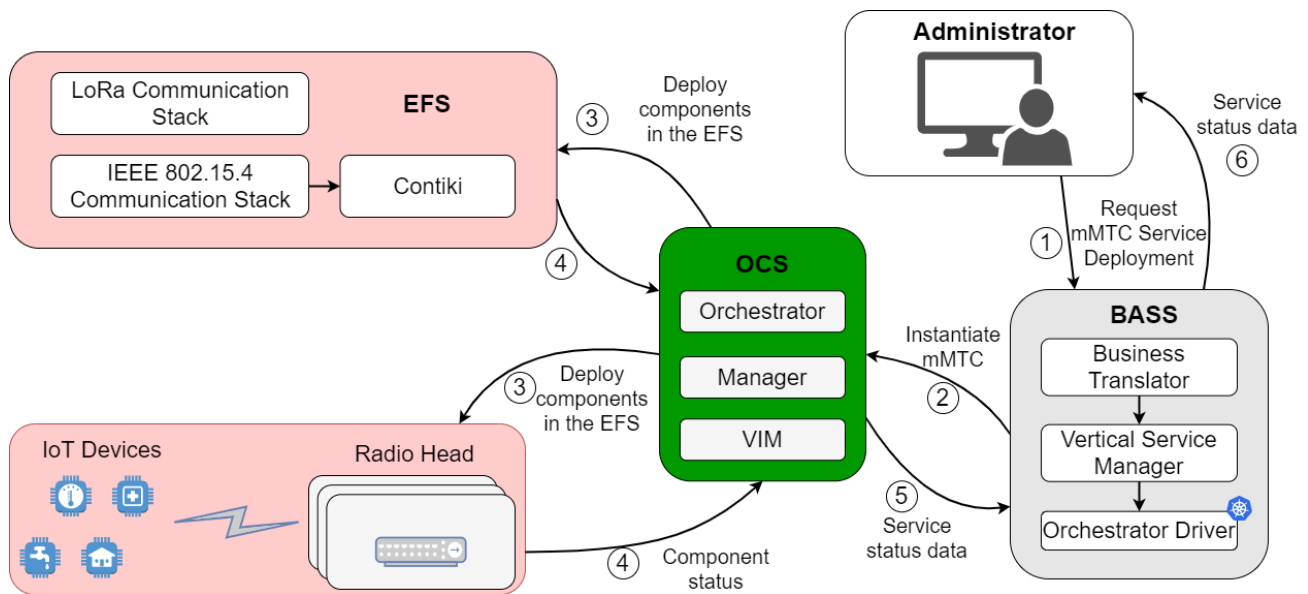 LoRa Communication
Stack
EFS
IEEE 802.15.4
Communication Stack
Contiki
3
Deploy
components
in the EFS
4
Administrator
Service
status data
6
1
Request
mMTC Service
Deployment
OCS
Orchestrator
Manager
VIM
Instantiate
mMTC
2
BASS
Business
Translator
Vertical Service
Manager
Orchestrator Driver
3
Deploy
components
in the EFS
IoT Devices
Radio Head
4
Component
status
5
Service
status data